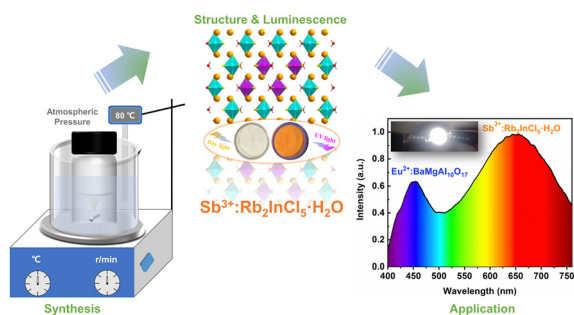 Structure & Luminescence
80 ℃
Atmospheric
Pressure
Day light
UV light
Sb³⁺:Rb₂InCl₅·H₂O
℃
r/min
Synthesis
Sb³⁺:Rb₂InCl₅·H₂O
Eu²⁺:BaMgAl₁₀O₁₇
Intensity (a.u.)
1.0
0.8
0.6
0.4
0.2
0.0
400 450 500 550 600 650 700 750
Wavelength (nm)
Application